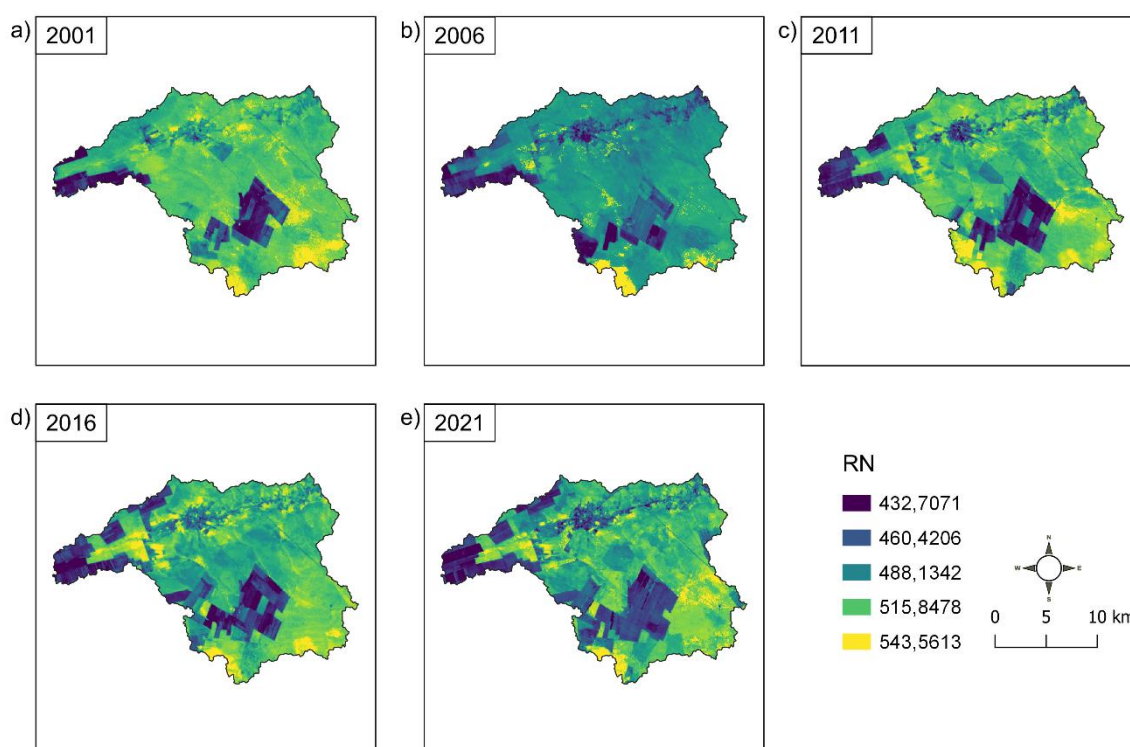 a) 2001
b) 2006
c) 2011
d) 2016
e) 2021
RN
432,7071
460,4206
488,1342
515,8478
543,5613
N
W E
S
0 5 10 km